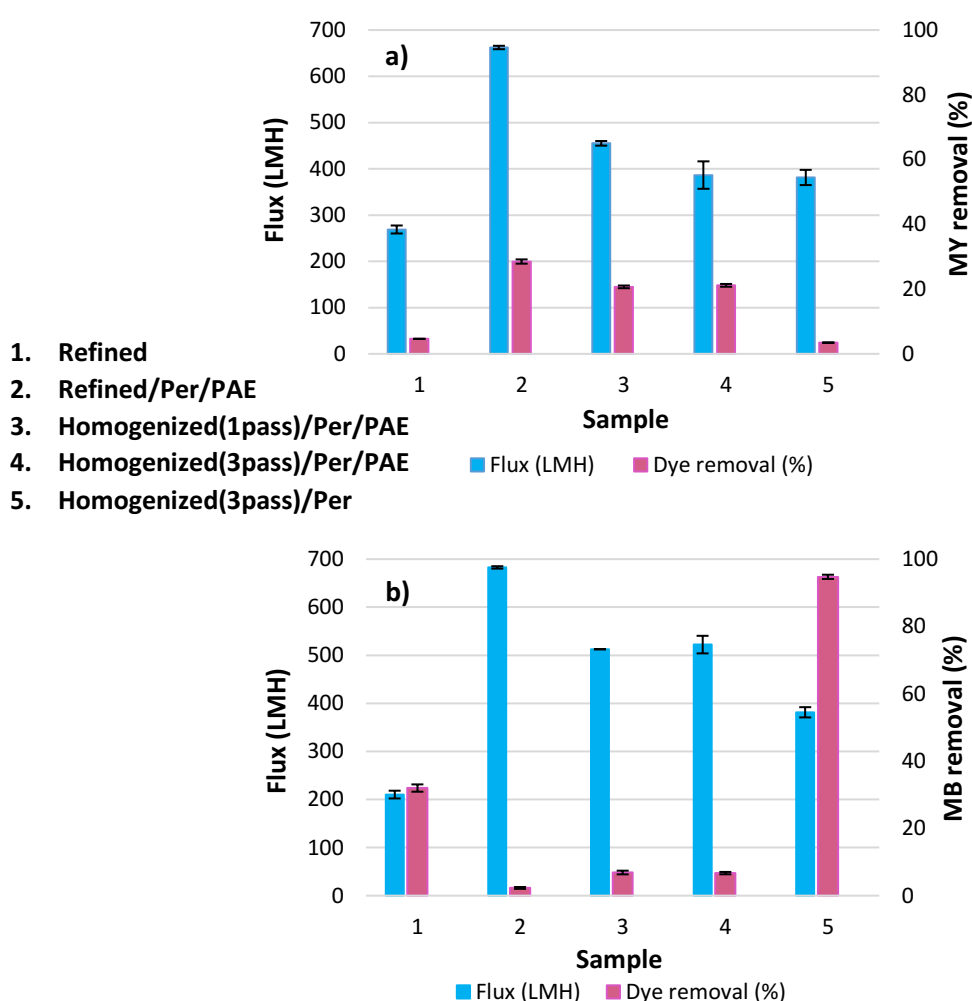 a)
Flux (LMH)
700
600
500
400
300
200
100
0
100
80
60
40
20
0
MY removal (%)
1 2 3 4 5
Sample
Flux (LMH) Dye removal (%)
1. Refined
2. Refined/Per/PAE
3. Homogenized(1pass)/Per/PAE
4. Homogenized(3pass)/Per/PAE
5. Homogenized(3pass)/Per
b)
Flux (LMH)
700
600
500
400
300
200
100
0
100
80
60
40
20
0
MB removal (%)
1 2 3 4 5
Sample
Flux (LMH) Dye removal (%)